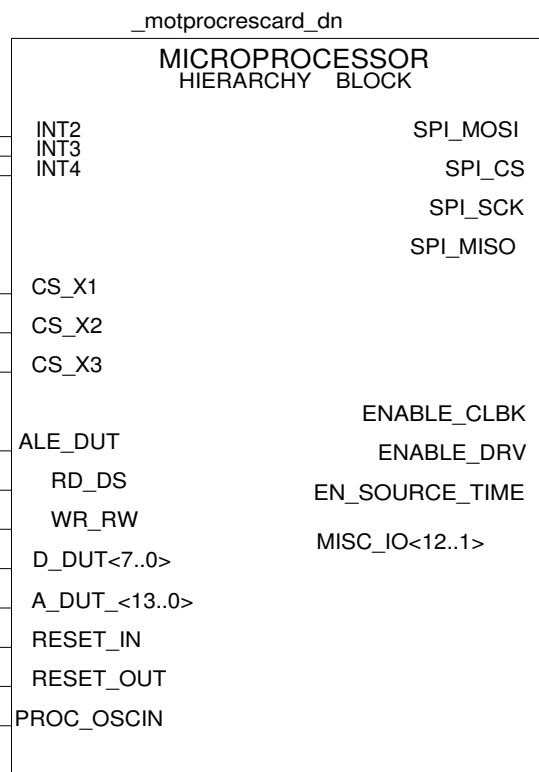 _motprocrescard_dn
MICROPROCESSOR
HIERARCHY BLOCK
INT2
INT3
INT4
CS_X1
CS_X2
CS_X3
ALE_DUT
RD_DS
WR_RW
D_DUT<7..0>
A_DUT_<13..0>
RESET_IN
RESET_OUT
PROC_OSCIN
SPI_MOSI
SPI_CS
SPI_SCK
SPI_MISO
ENABLE_CLBK
ENABLE_DRV
EN_SOURCE_TIME
MISC_IO<12..1>